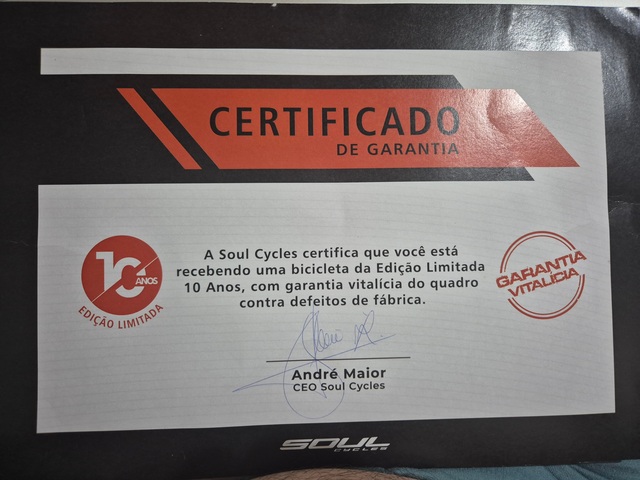 CERTIFICADO
DE GARANTIA
10 ANOS
EDIÇÃO LIMITADA
A Soul Cycles certifica que você está
recebendo uma bicicleta da Edição Limitada
10 Anos, com garantia vitalícia do quadro
contra defeitos de fábrica.
GARANTIA
VITALÍCIA
André Maior
CEO Soul Cycles
SOUL
CYCLES